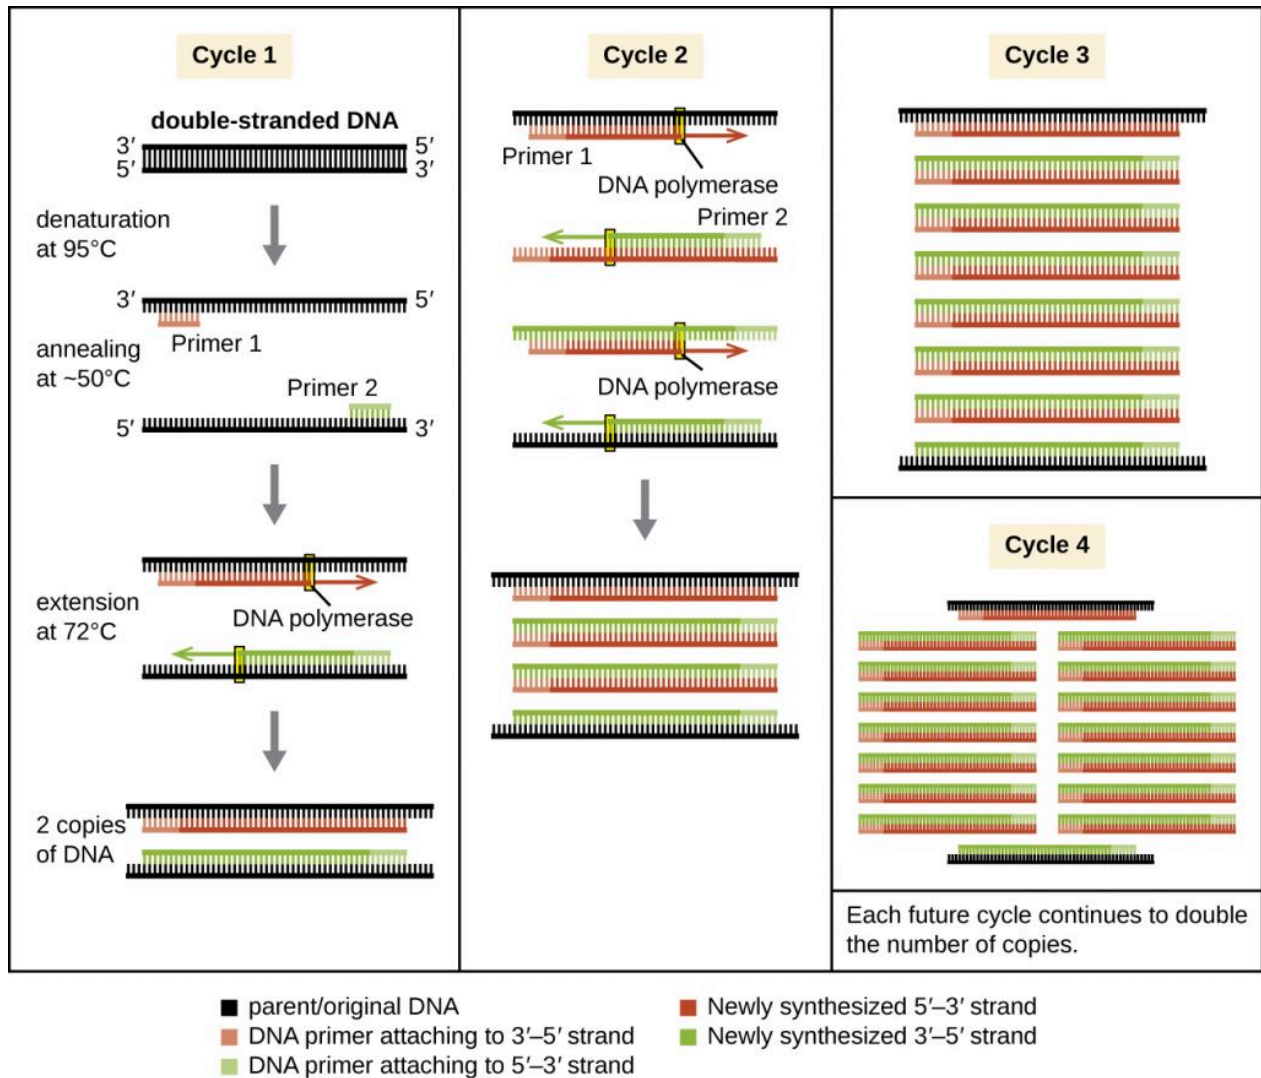 Cycle 1
double-stranded DNA
3′ 5′
5′ 3′
denaturation
at 95°C
3′ 5′
Primer 1
annealing
at ~50°C
Primer 2
5′ 3′
extension
at 72°C
DNA polymerase
2 copies
of DNA
Cycle 2
Primer 1
DNA polymerase
Primer 2
DNA polymerase
Cycle 3
Cycle 4
Each future cycle continues to double
the number of copies.
parent/original DNA
DNA primer attaching to 3′–5′ strand
DNA primer attaching to 5′–3′ strand
Newly synthesized 5′–3′ strand
Newly synthesized 3′–5′ strand